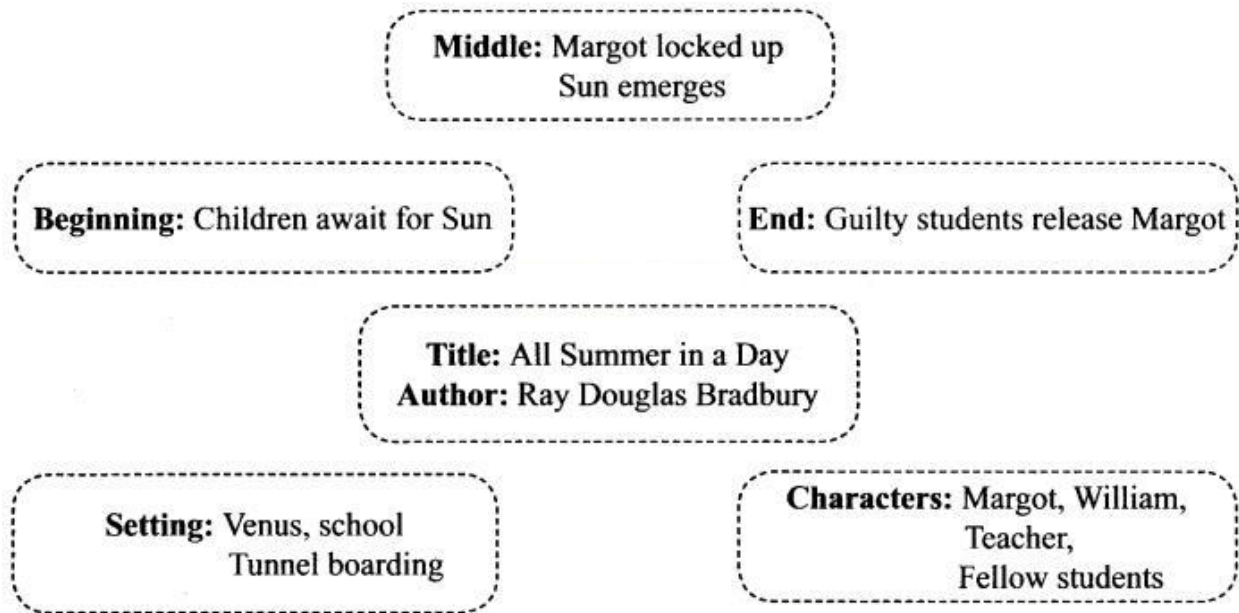 Middle: Margot locked up
Sun emerges
Beginning: Children await for Sun
End: Guilty students release Margot
Title: All Summer in a Day
Author: Ray Douglas Bradbury
Setting: Venus, school
Tunnel boarding
Characters: Margot, William,
Teacher,
Fellow students